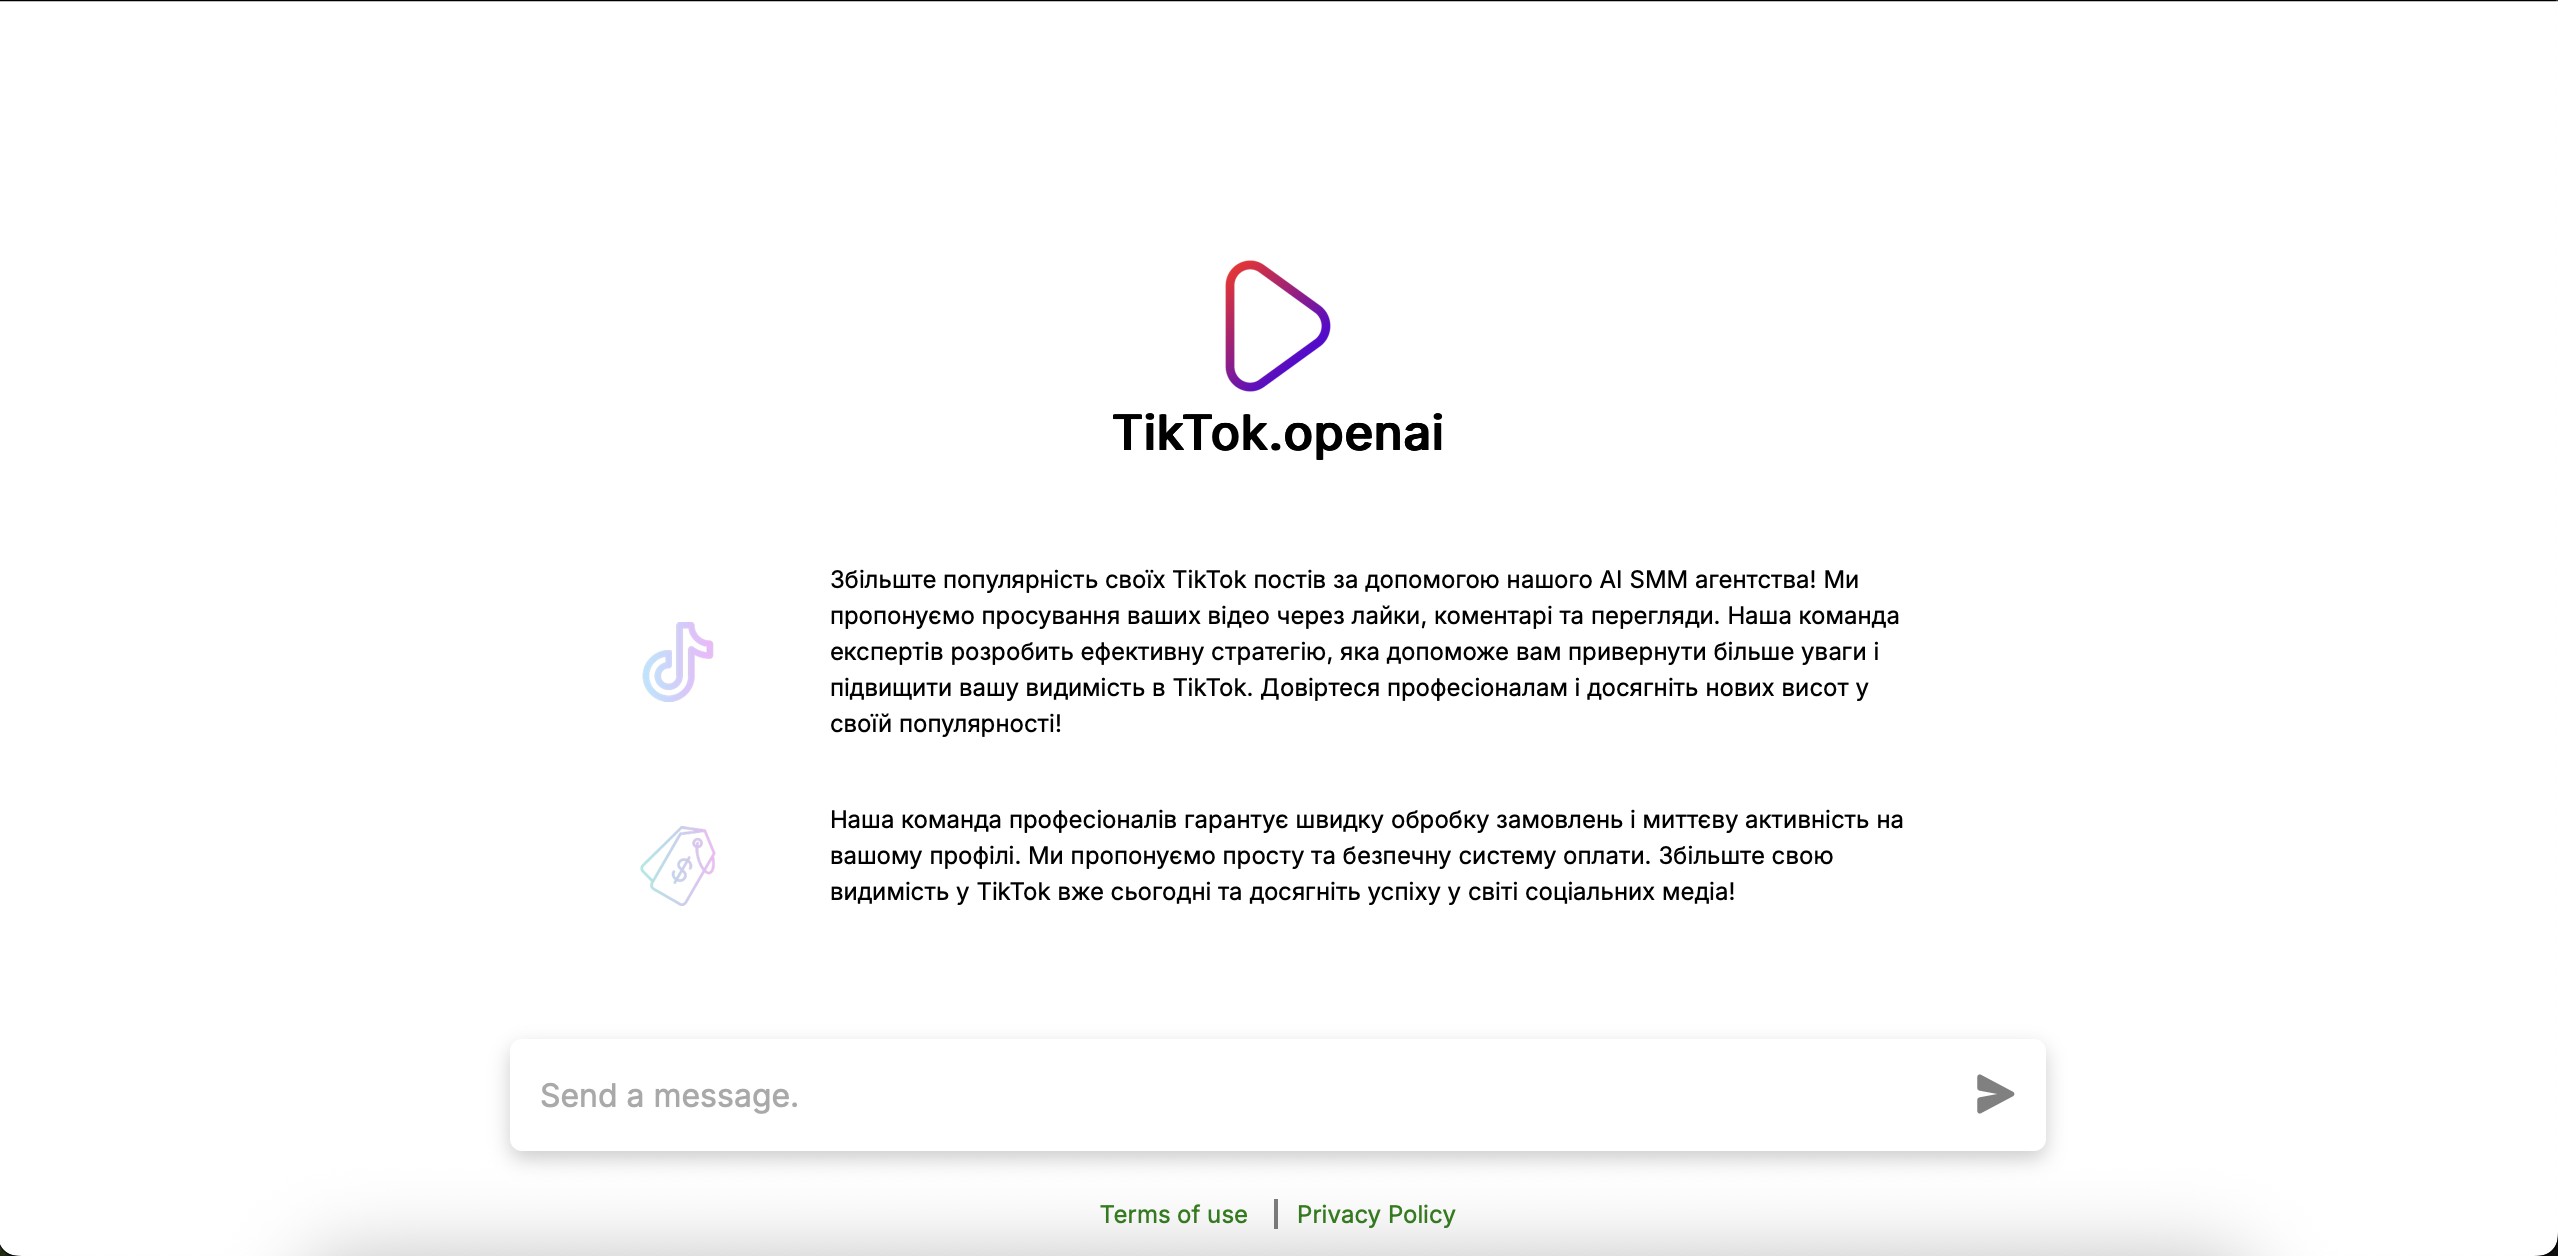 TikTok.openai
Збільште популярність своїх TikTok постів за допомогою нашого AI SMM агентства! Ми
пропонуємо просування ваших відео через лайки, коментарі та перегляди. Наша команда
експертів розробить ефективну стратегію, яка допоможе вам привернути більше уваги і
підвищити вашу видимість в TikTok. Довіртеся професіоналам і досягніть нових висот у
своїй популярності!
Наша команда професіоналів гарантує швидку обробку замовлень і миттєву активність на
вашому профілі. Ми пропонуємо просту та безпечну систему оплати. Збільште свою
видимість у TikTok вже сьогодні та досягніть успіху у світі соціальних медіа!
Send a message.
Terms of use | Privacy Policy